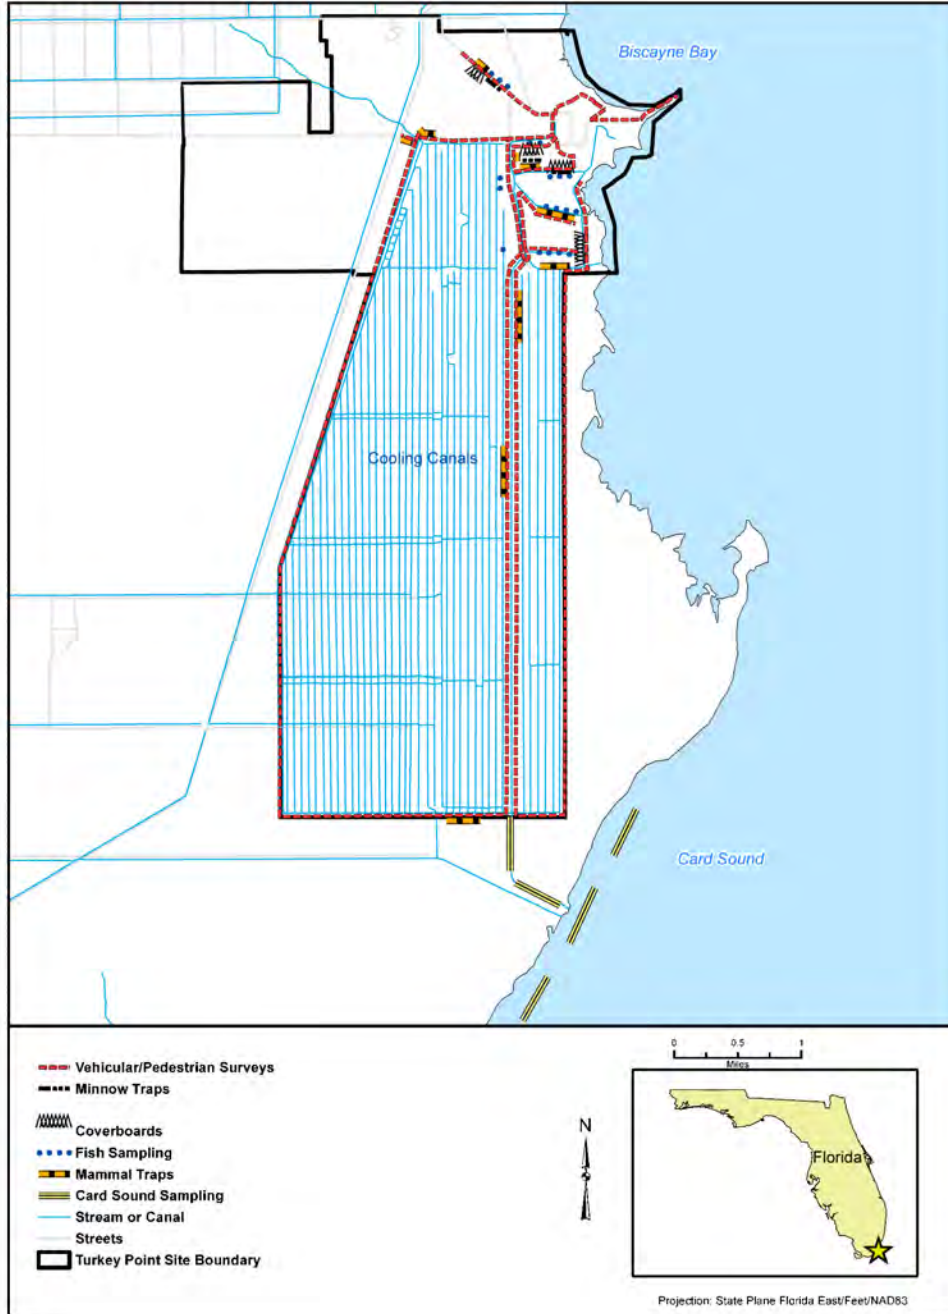 Biscayne Bay
Cooling Canals
Card Sound
Vehicular/Pedestrian Surveys
Minnow Traps
Coverboards
Fish Sampling
Mammal Traps
Card Sound Sampling
Stream or Canal
Streets
Turkey Point Site Boundary
N
0 0.5 1
Miles
Florida
Projection: State Plane Florida East/Feet/NAD83